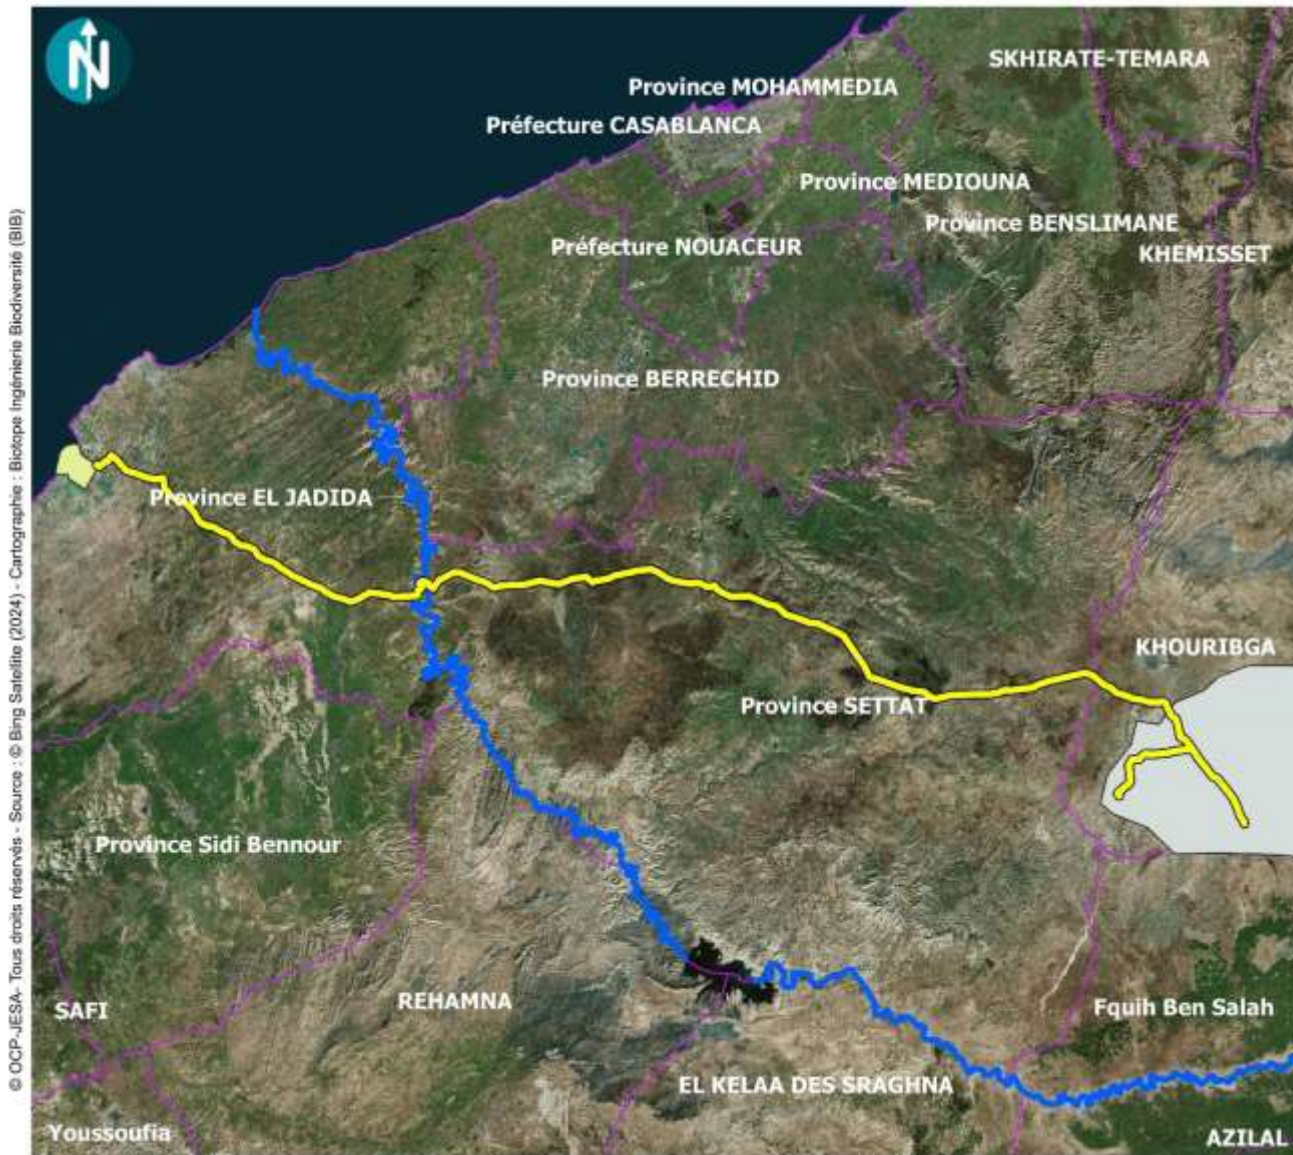 N
SKHIRATE-TEMARA
Province MOHAMMEDIA
Préfecture CASABLANCA
Province MEDIOUNA
Province BENSLIMANE
Préfecture NOUACEUR
KHEMISSET
Province BERRECHID
Province EL JADIDA
KHOURIBGA
Province SETTAT
Province Sidi Bennour
REHAMNA
SAFI
Fquih Ben Salah
EL KELAA DES SRAGHNA
Youssoufia
AZILAL
© OCP-JESA- Tous droits réservés - Source : © Bing Satellite (2024) - Cartographie : Biotope Ingénierie Biodiversité (BIB)